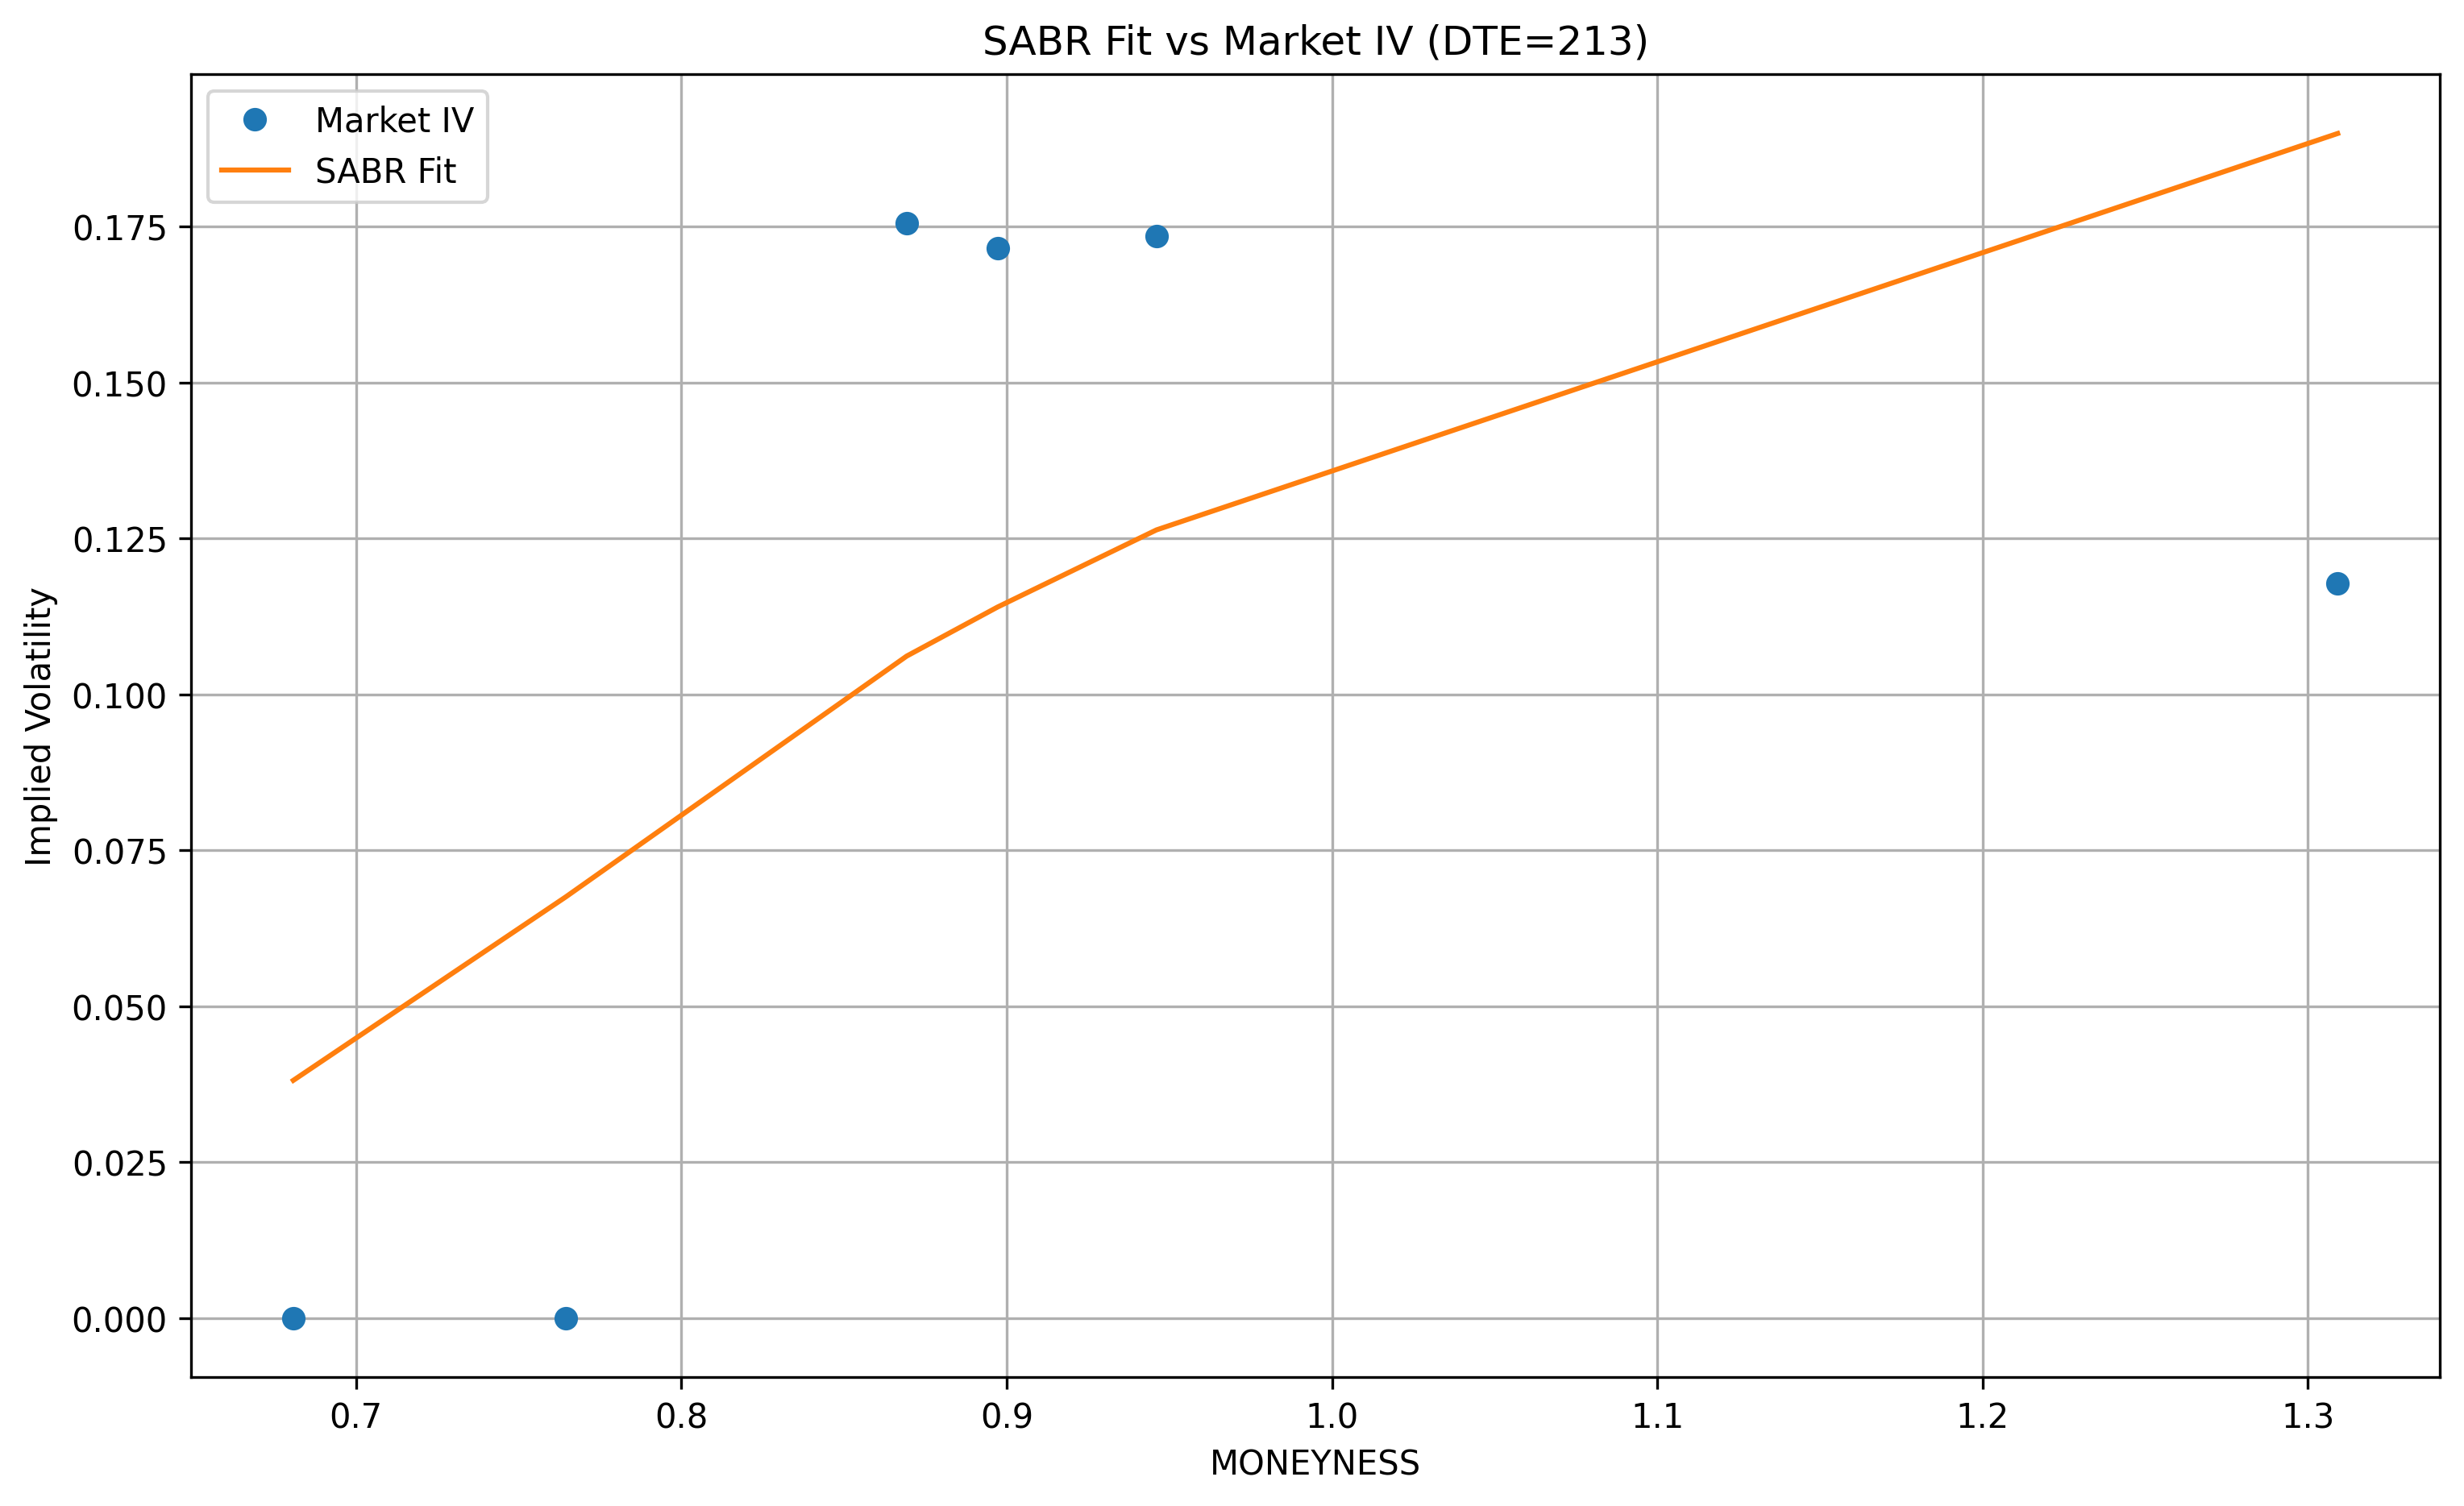 SABR Fit vs Market IV (DTE=213)
Market IV
SABR Fit
Implied Volatility
0.175
0.150
0.125
0.100
0.075
0.050
0.025
0.000
0.7 0.8 0.9 1.0 1.1 1.2 1.3
MONEYNESS